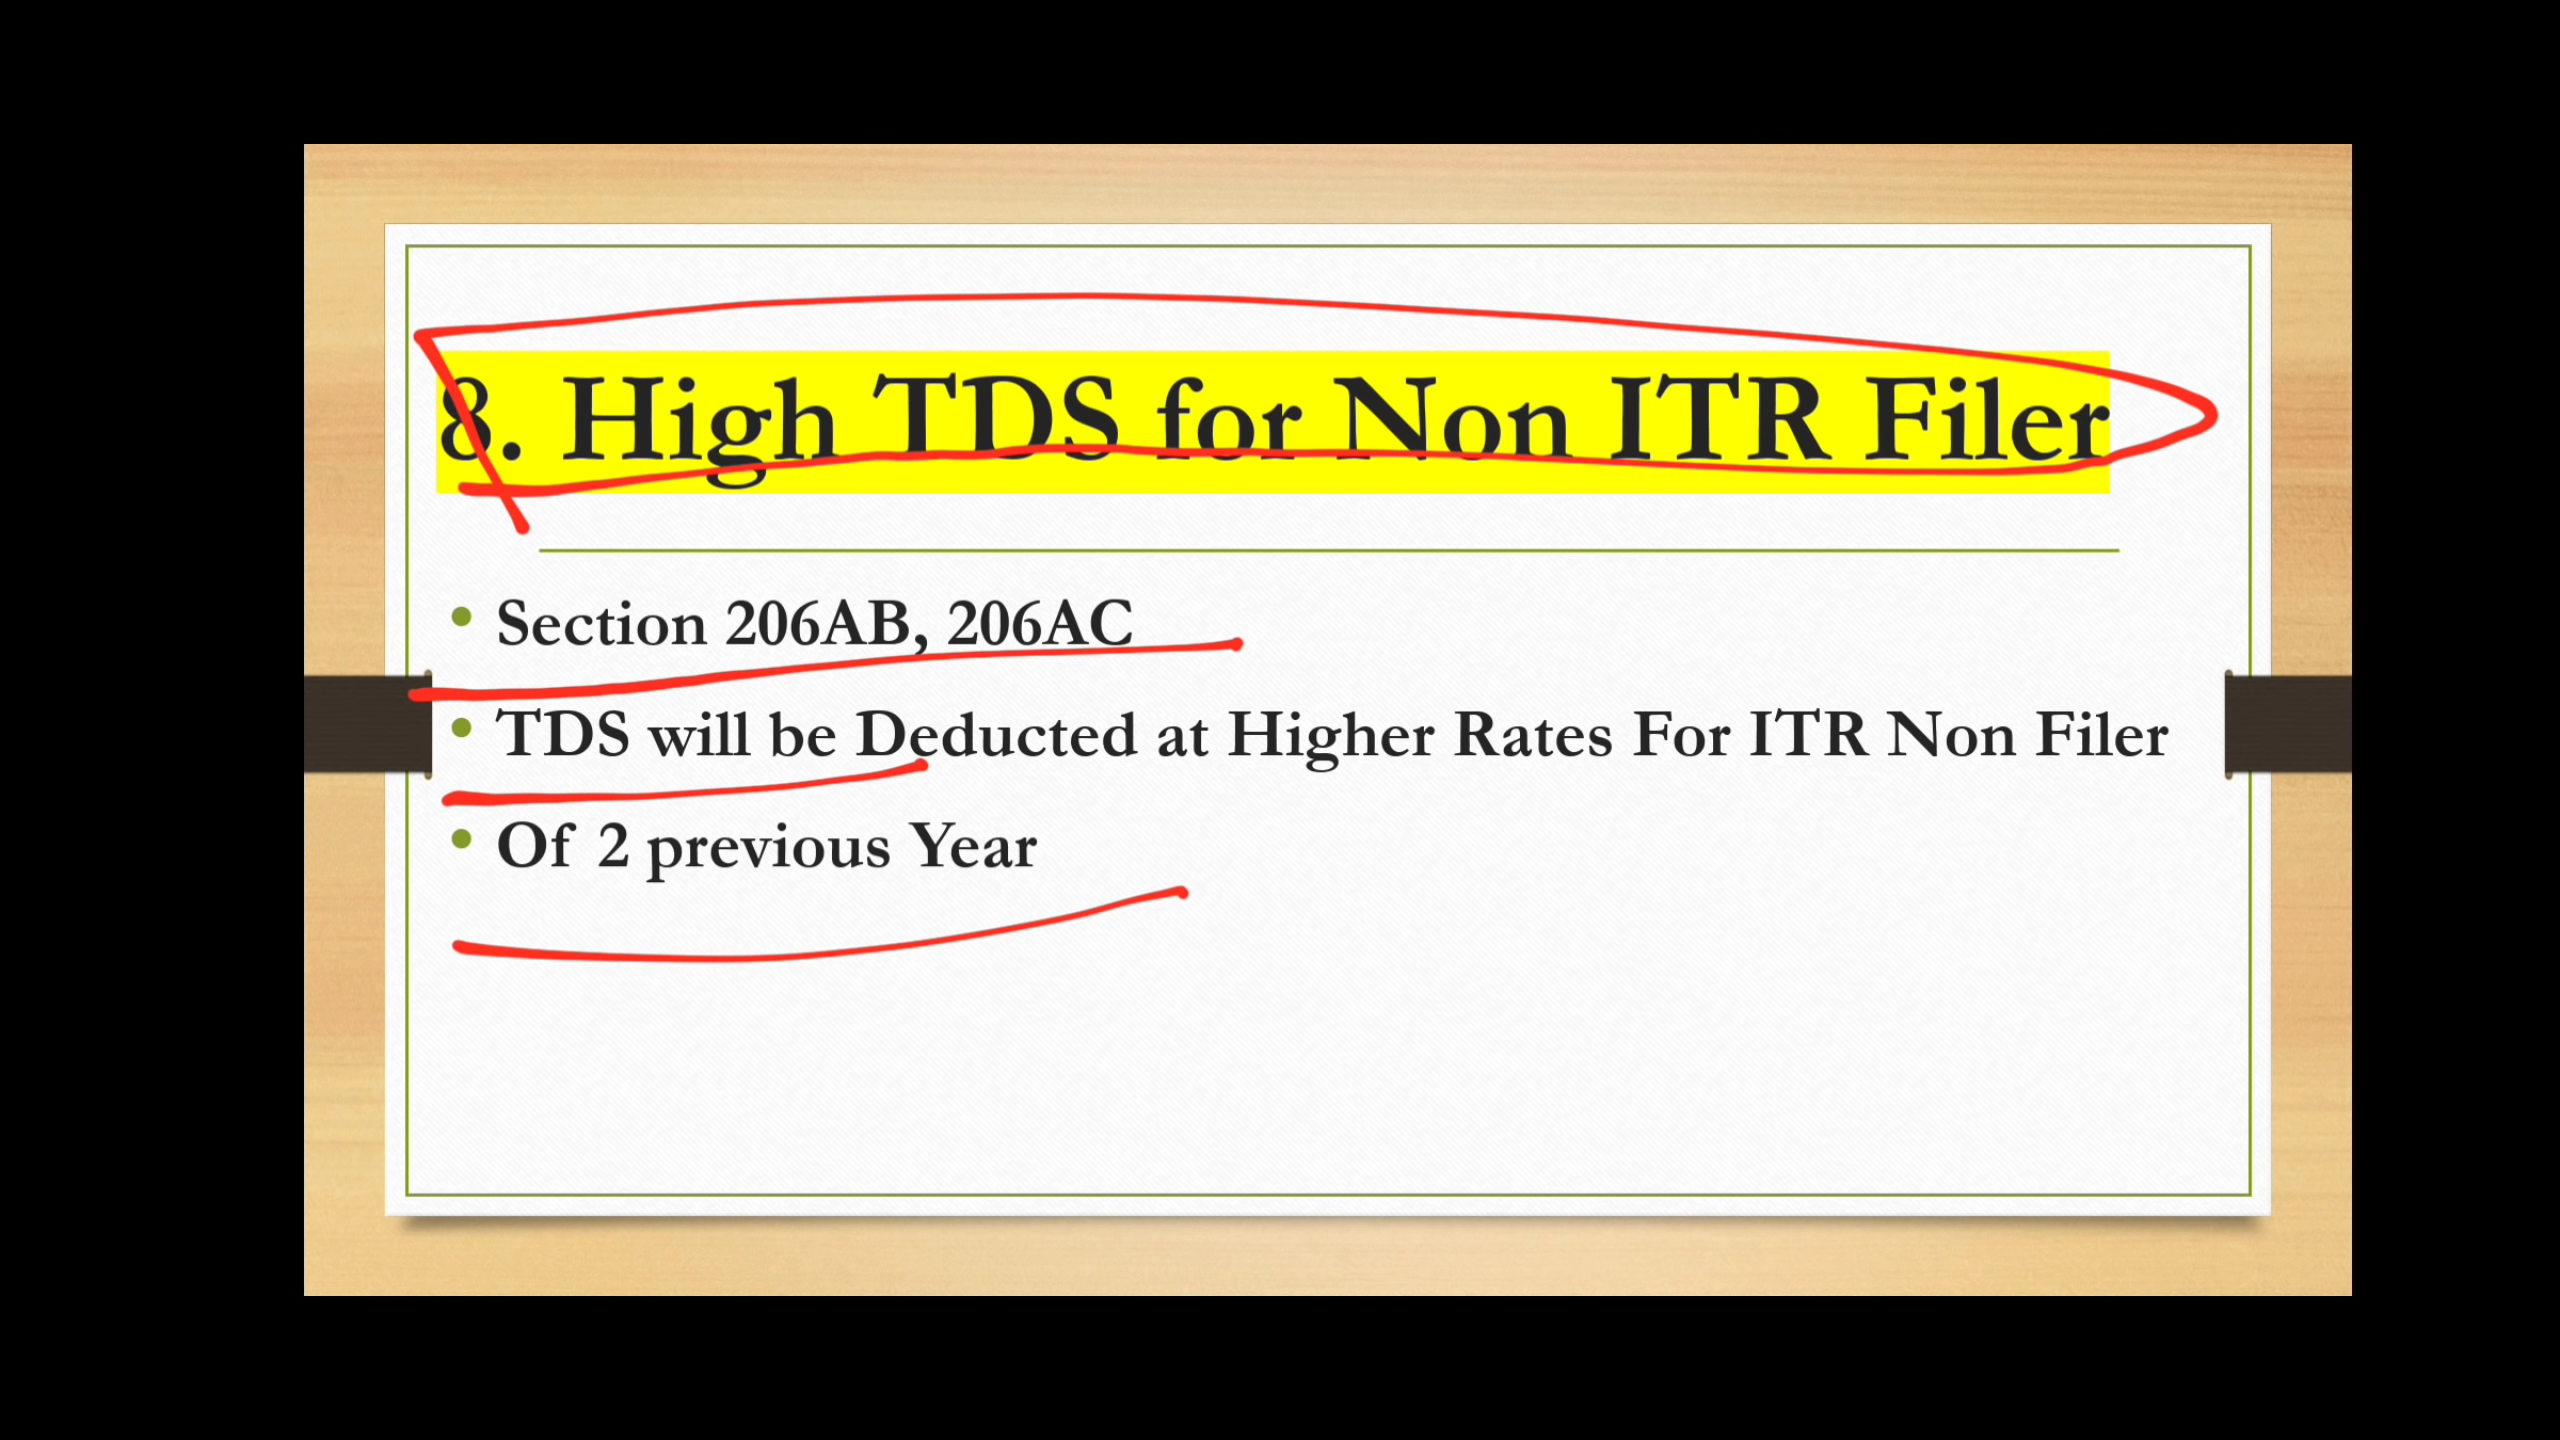 8. High TDS for Non ITR Filer
• Section 206AB, 206AC
• TDS will be Deducted at Higher Rates For ITR Non Filer
• Of 2 previous Year